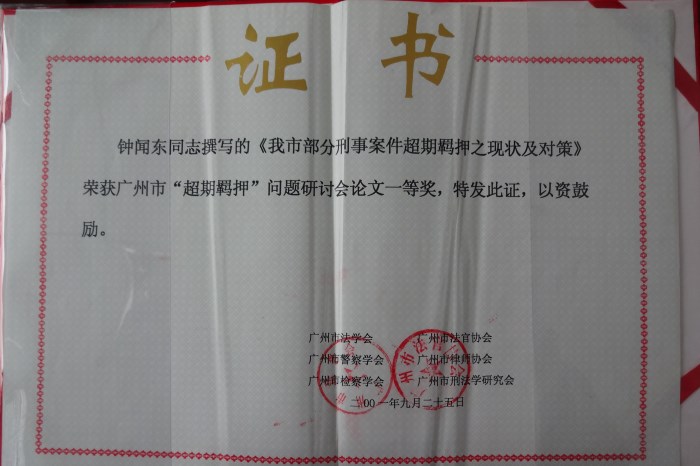 证书
钟闻东同志撰写的《我市部分刑事案件超期羁押之现状及对策》
荣获广州市“超期羁押”问题研讨会论文一等奖，特发此证，以资鼓
励。
广州市法学会 广州市法官协会
广州市警察学会 广州市律师协会
广州市检察学会 广州市刑法学研究会
二00一年九月二十五日